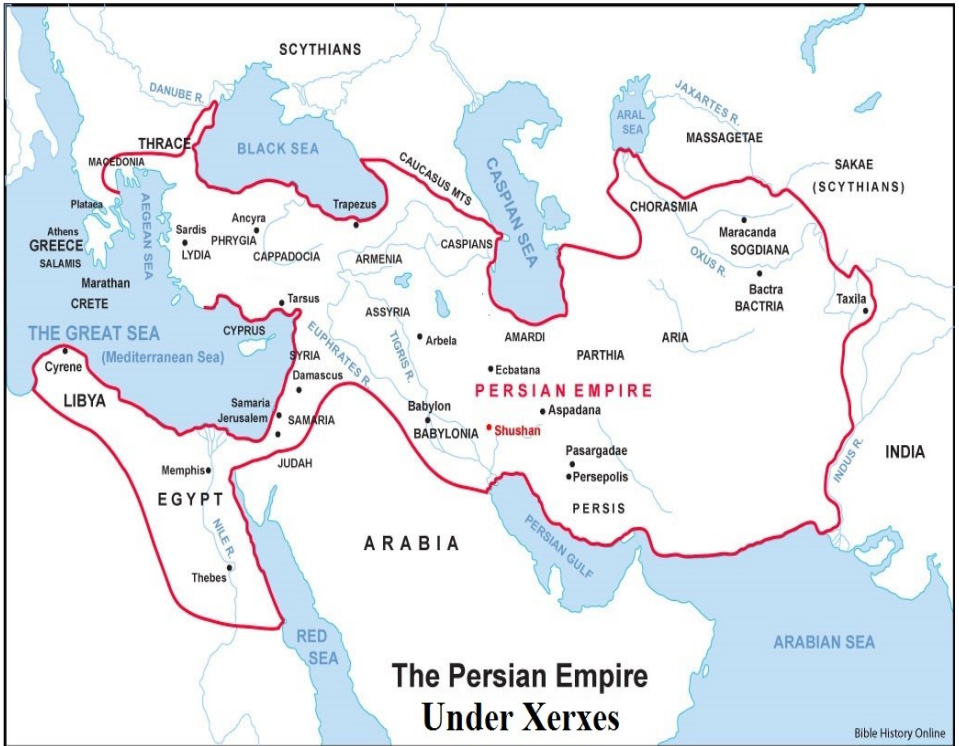 SCYTHIANS
DANUBE R.
JAXARTES R.
ARAL
SEA
MASSAGETAE
THRACE
BLACK SEA
MACEDONIA
CAUCASUS MTS
CASPIAN SEA
SAKAE
(SCYTHIANS)
Plataea
AEGEAN SEA
Trapezus
CHORASMIA
Athens
GREECE
SALAMIS
Sardis
LYDIA
Ancyra
PHRYGIA
CAPPADOCIA
ARMENIA
CASPIANS
Maracanda
SOGDIANA
OXUS R.
Bactra
BACTRIA
Taxila
Marathan
CRETE
Tarsus
CYPRUS
ASSYRIA
Arbela
AMARDI
PARTHIA
ARIA
THE GREAT SEA
(Mediterranean Sea)
SYRIA
EUPHRATES R.
TIGRIS R.
Cyrene
LIBYA
Damascus
Ecbatana
PERSIAN EMPIRE
Samaria
Jerusalem
SAMARIA
Babylon
BABYLONIA
Aspadana
Shushan
JUDAH
Pasargadae
Persepolis
PERSIS
INDUS R.
INDIA
Memphis
EGYPT
NILE R.
Thebes
ARABIA
PERSIAN GULF
RED
SEA
ARABIAN SEA
The Persian Empire
Under Xerxes
Bible History Online